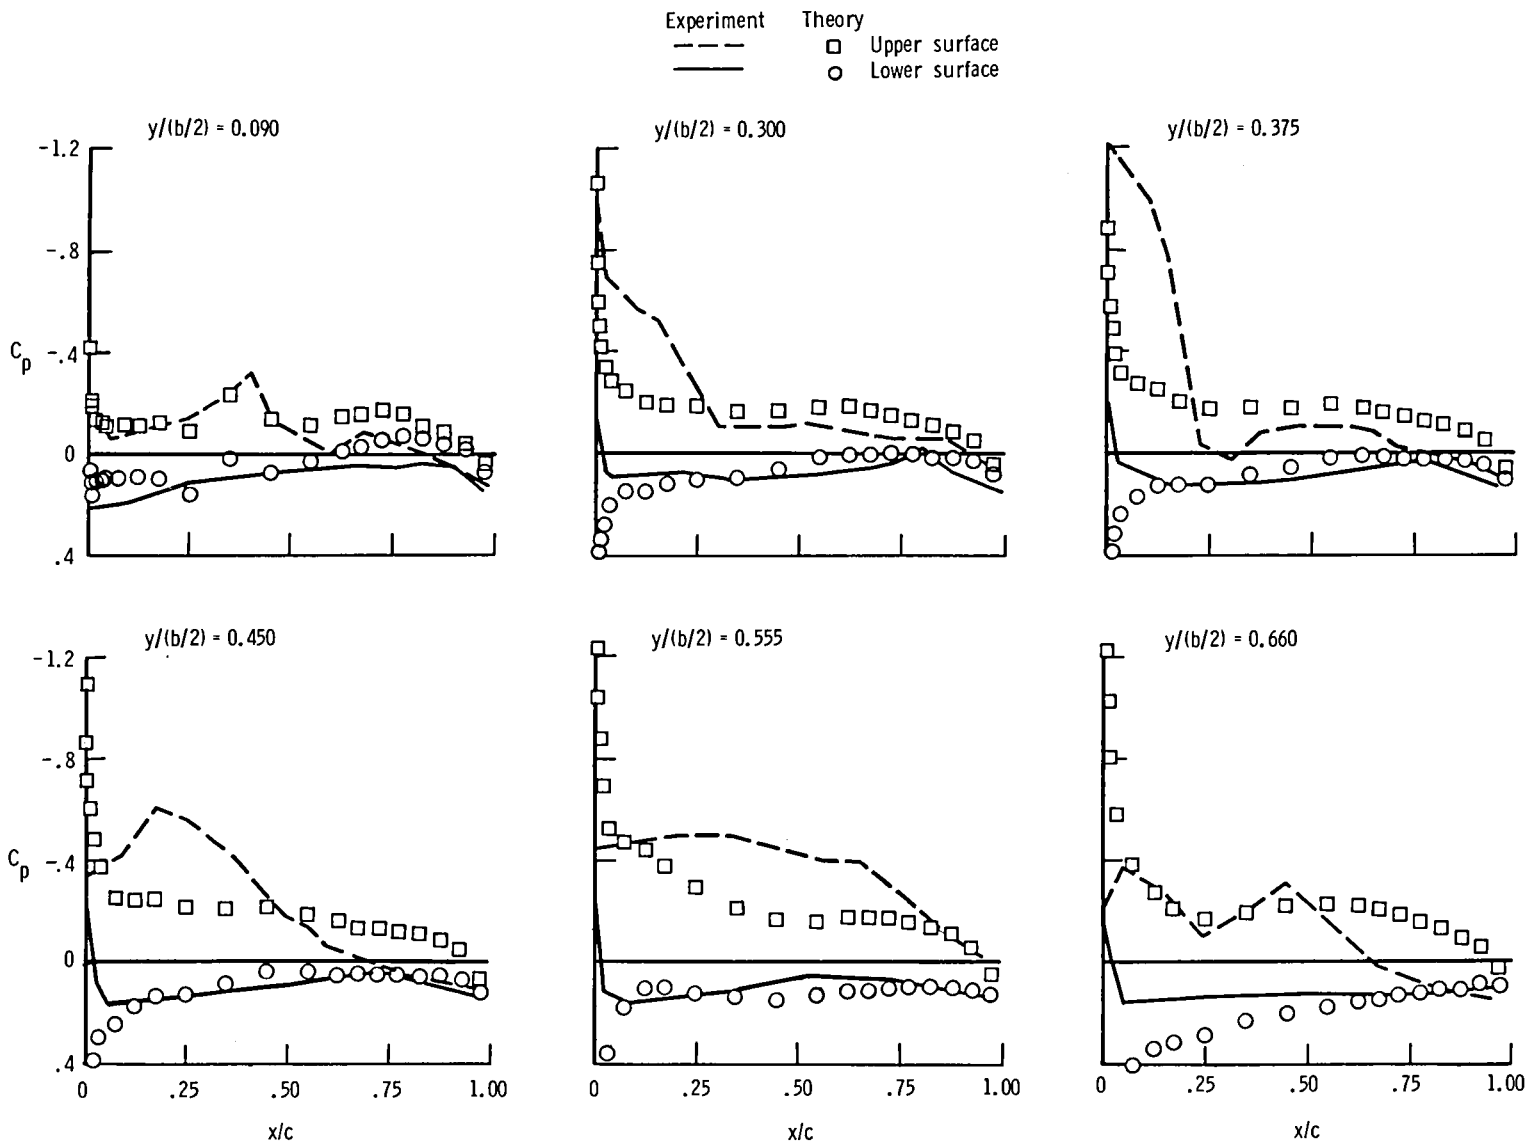 Experiment Theory
Upper surface
Lower surface
y/(b/2) = 0.090
y/(b/2) = 0.300
y/(b/2) = 0.375
-1.2
-.8
Cp -.4
0
.4
y/(b/2) = 0.450
y/(b/2) = 0.555
y/(b/2) = 0.660
-1.2
-.8
Cp -.4
0
.4
0 .25 .50 .75 1.00
0 .25 .50 .75 1.00
0 .25 .50 .75 1.00
x/c
x/c
x/c